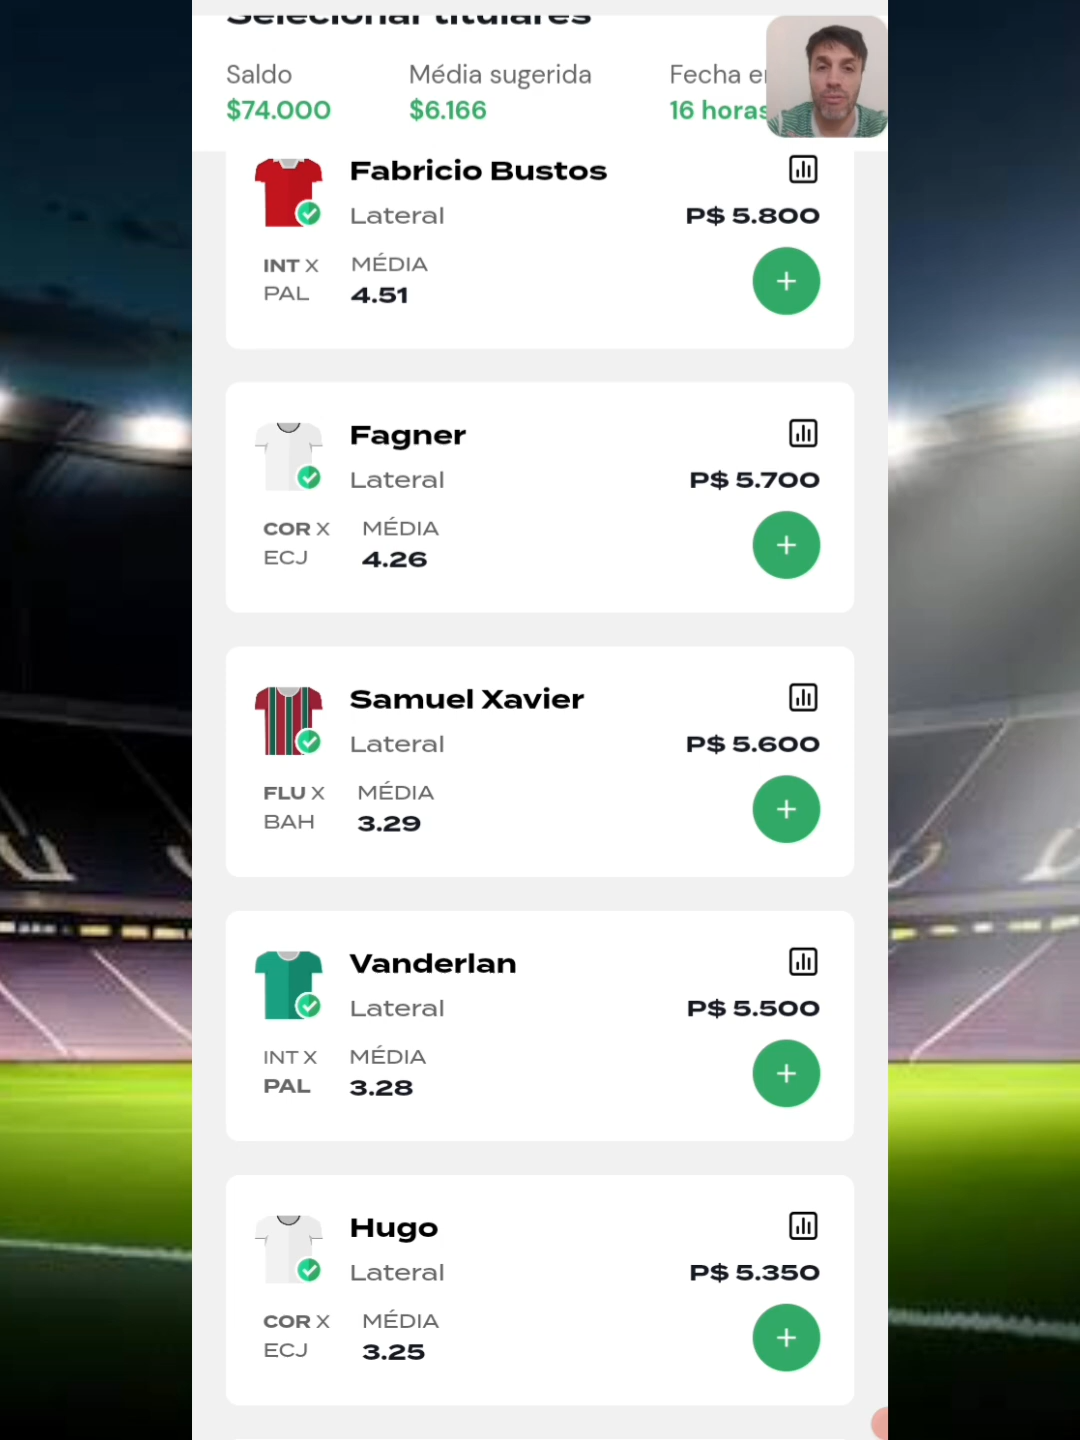 Selecionar titulares
Saldo
Média sugerida
$74.000
$6.166
16 horas
Fabricio Bustos
Lateral
P$ 5.800
INT X
PAL
MÉDIA
4.51
Fagner
Lateral
P$ 5.700
COR X
ECJ
MÉDIA
4.26
Samuel Xavier
Lateral
P$ 5.600
FLU X
BAH
MÉDIA
3.29
Vanderlan
Lateral
P$ 5.500
INT X
PAL
MÉDIA
3.28
Hugo
Lateral
P$ 5.350
COR X
ECJ
MÉDIA
3.25